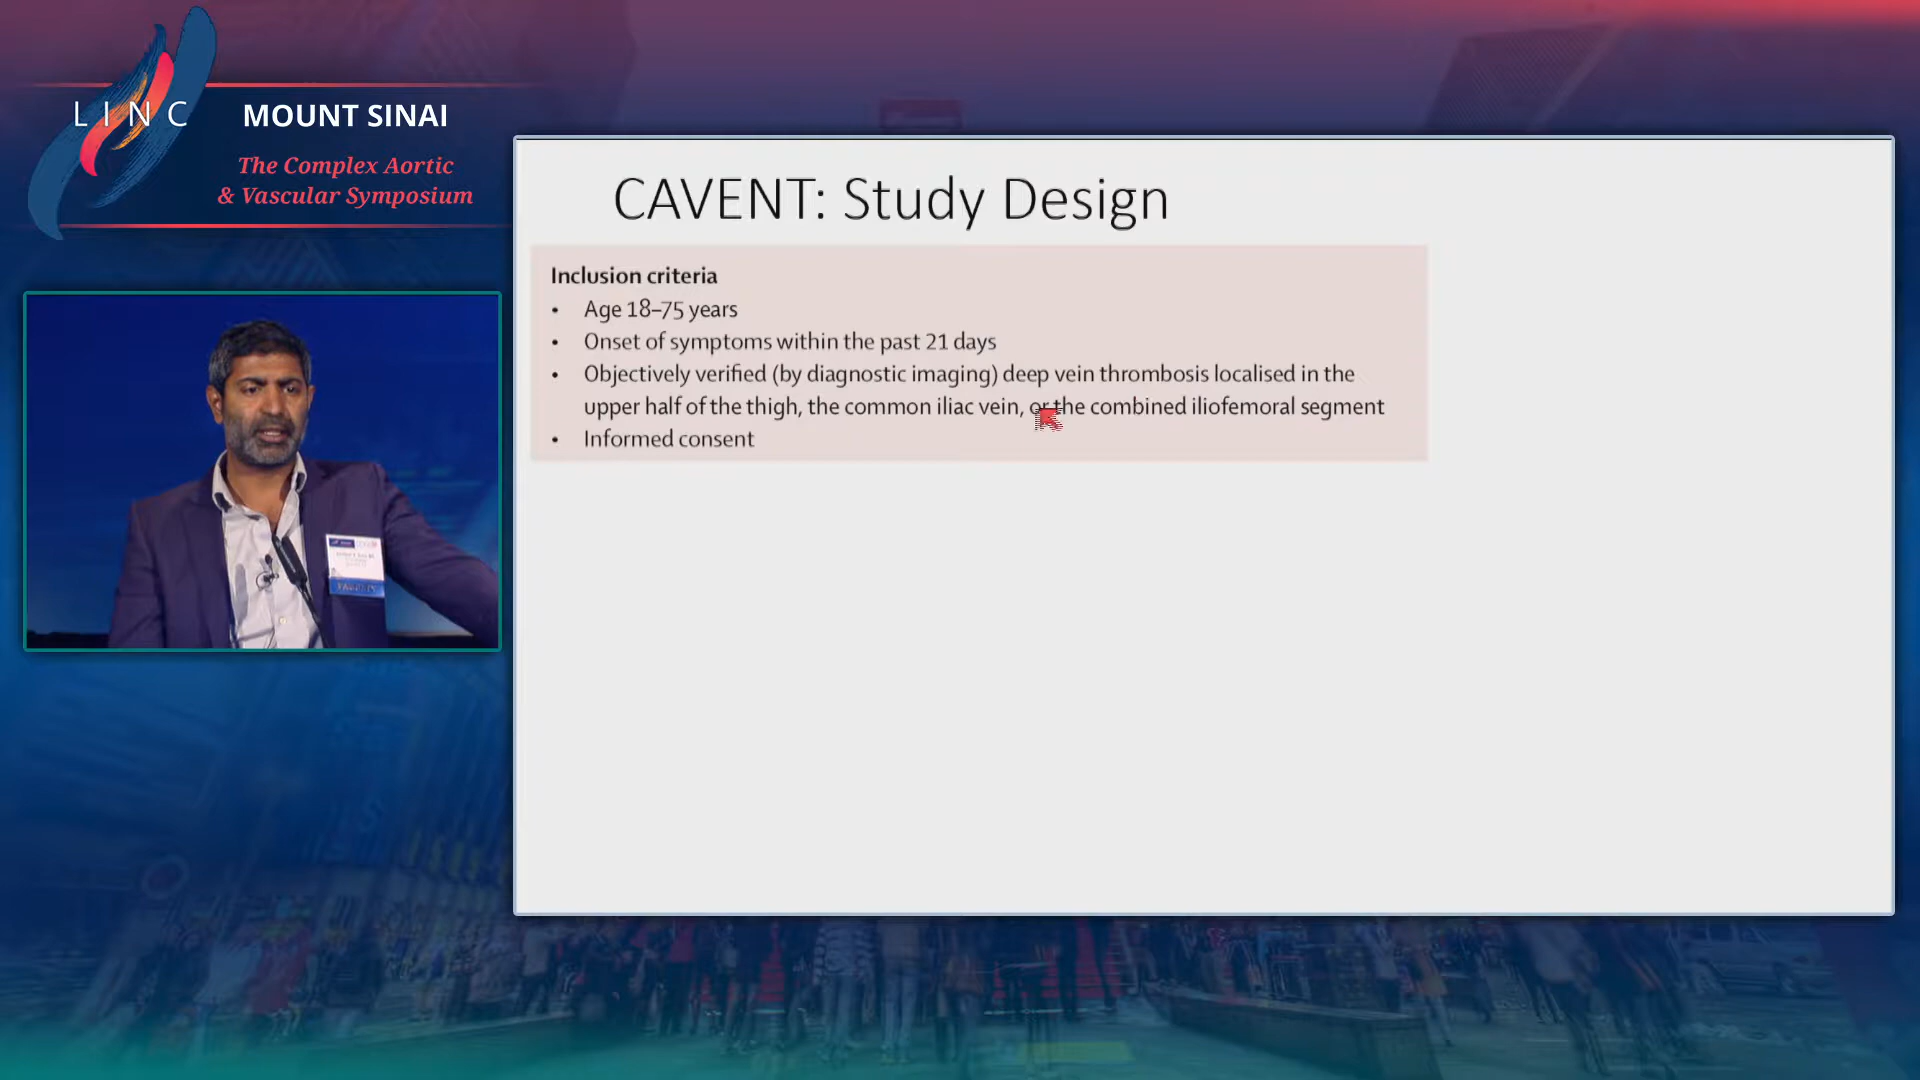 LINC
MOUNT SINAI
The Complex Aortic
& Vascular Symposium
CAVENT: Study Design
Inclusion criteria
• Age 18–75 years
• Onset of symptoms within the past 21 days
• Objectively verified (by diagnostic imaging) deep vein thrombosis localised in the
upper half of the thigh, the common iliac vein, or the combined iliofemoral segment
• Informed consent